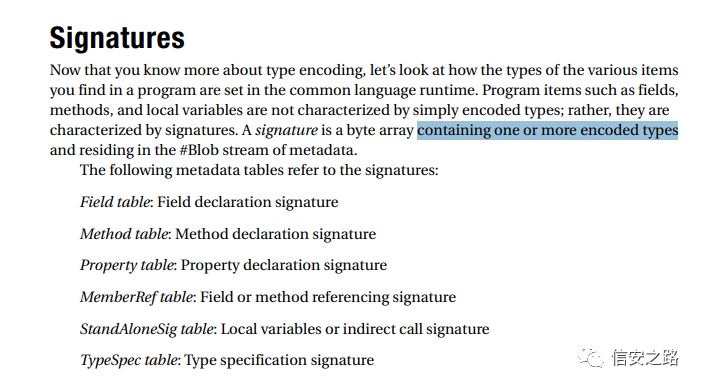 Signatures
Now that you know more about type encoding, let’s look at how the types of the various items
you find in a program are set in the common language runtime. Program items such as fields,
methods, and local variables are not characterized by simply encoded types; rather, they are
characterized by signatures. A signature is a byte array containing one or more encoded types
and residing in the #Blob stream of metadata.
The following metadata tables refer to the signatures:
Field table: Field declaration signature
Method table: Method declaration signature
Property table: Property declaration signature
MemberRef table: Field or method referencing signature
StandAloneSig table: Local variables or indirect call signature
TypeSpec table: Type specification signature
信安之路